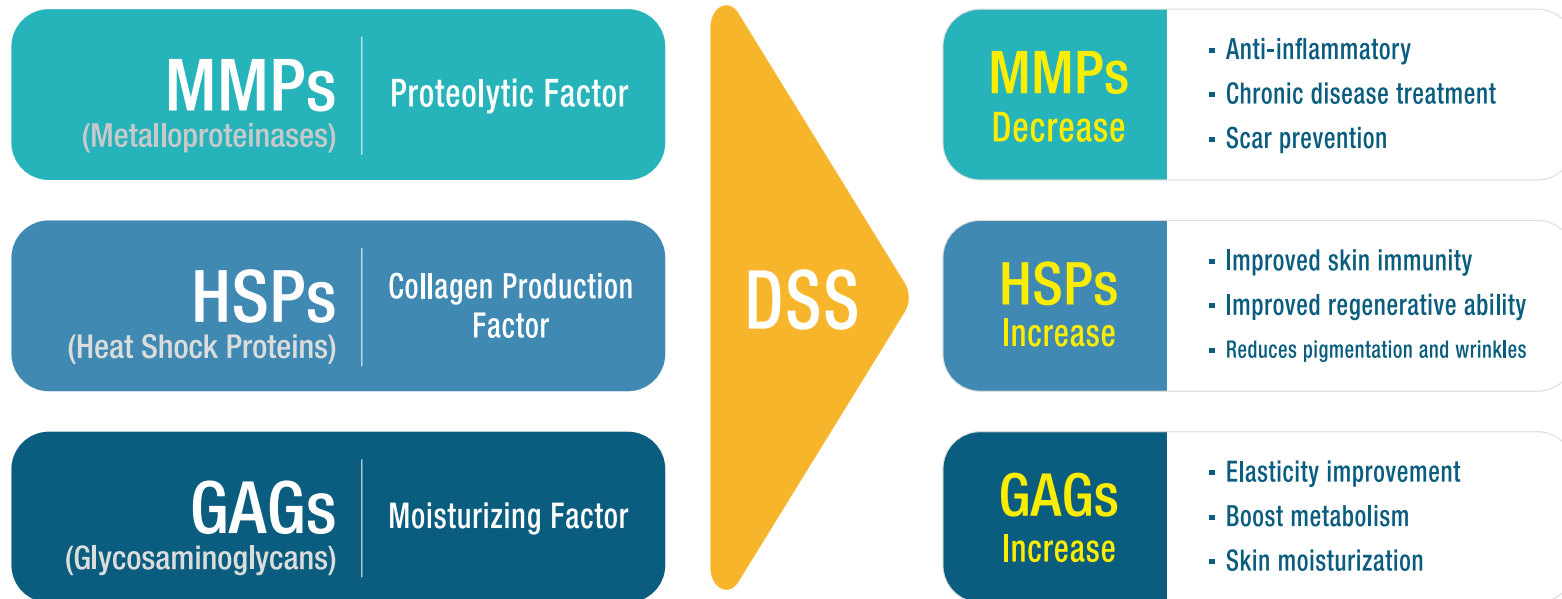 MMPs
(Metalloproteinases)
Proteolytic Factor
HSPs
(Heat Shock Proteins)
Collagen Production
Factor
GAGs
(Glycosaminoglycans)
Moisturizing Factor
DSS
MMPs
Decrease
- Anti-inflammatory
- Chronic disease treatment
- Scar prevention
HSPs
Increase
- Improved skin immunity
- Improved regenerative ability
- Reduces pigmentation and wrinkles
GAGs
Increase
- Elasticity improvement
- Boost metabolism
- Skin moisturization